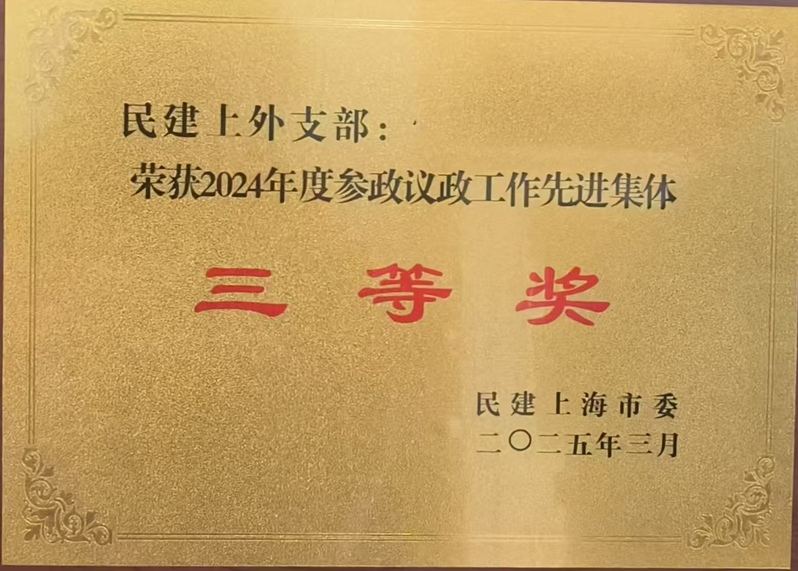 民建上外支部：
荣获2024年度参政议政工作先进集体
三等奖
民建上海市委
二〇二五年三月